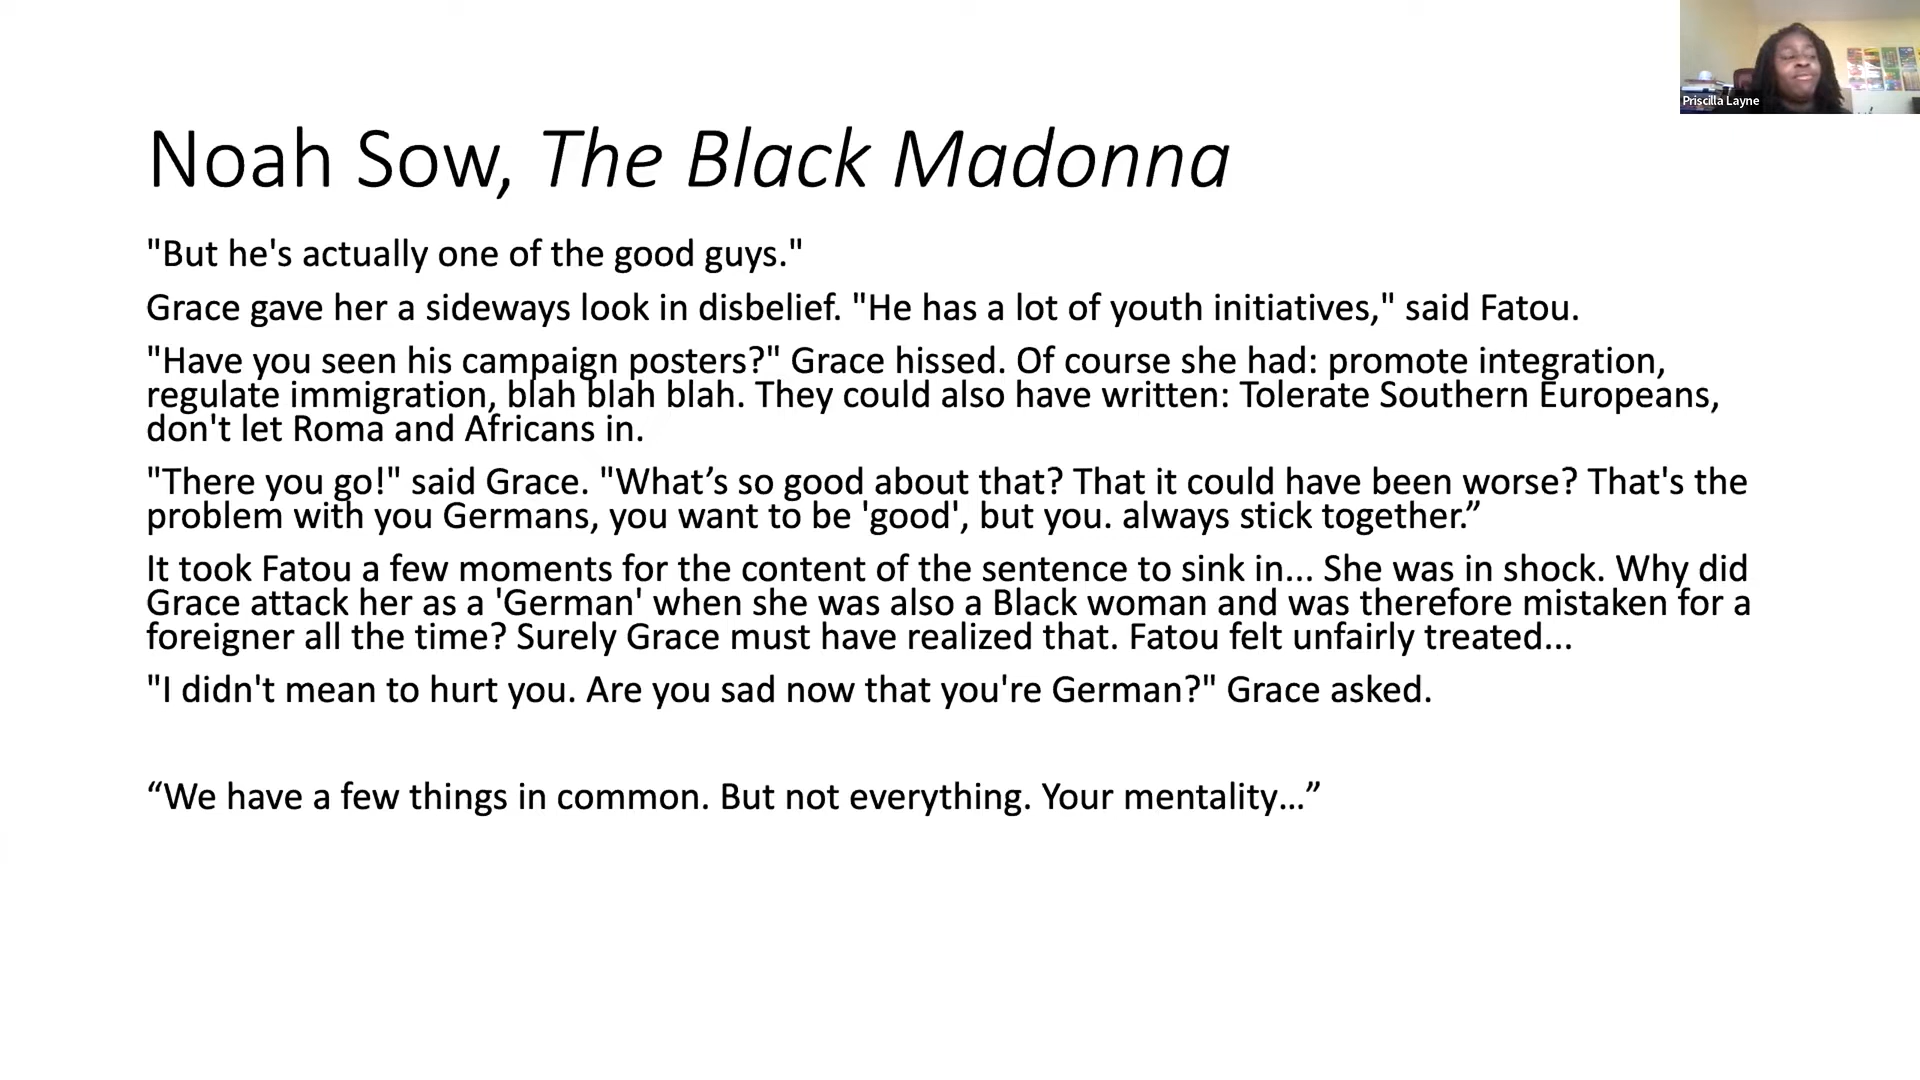 Priscilla Layne
Noah Sow, The Black Madonna
"But he's actually one of the good guys."
Grace gave her a sideways look in disbelief. "He has a lot of youth initiatives," said Fatou.
"Have you seen his campaign posters?" Grace hissed. Of course she had: promote integration,
regulate immigration, blah blah blah. They could also have written: Tolerate Southern Europeans,
don't let Roma and Africans in.
"There you go!" said Grace. "What’s so good about that? That it could have been worse? That's the
problem with you Germans, you want to be 'good', but you. always stick together.”
It took Fatou a few moments for the content of the sentence to sink in... She was in shock. Why did
Grace attack her as a 'German' when she was also a Black woman and was therefore mistaken for a
foreigner all the time? Surely Grace must have realized that. Fatou felt unfairly treated...
"I didn't mean to hurt you. Are you sad now that you're German?" Grace asked.
“We have a few things in common. But not everything. Your mentality…”